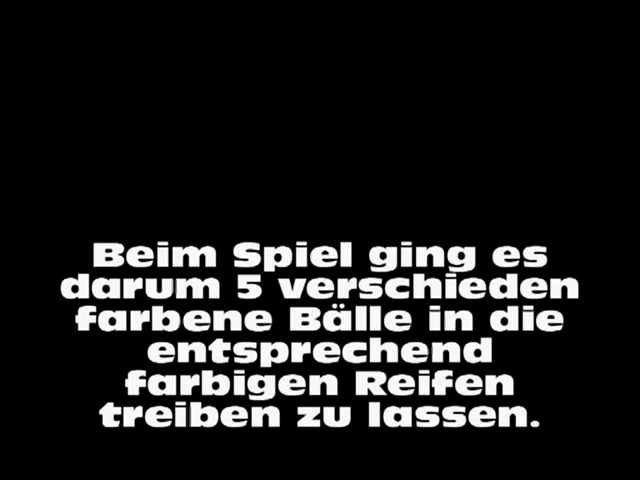 Beim Spiel ging es
darum 5 verschieden
farbene Bälle in die
entsprechend
farbigen Reifen
treiben zu lassen.